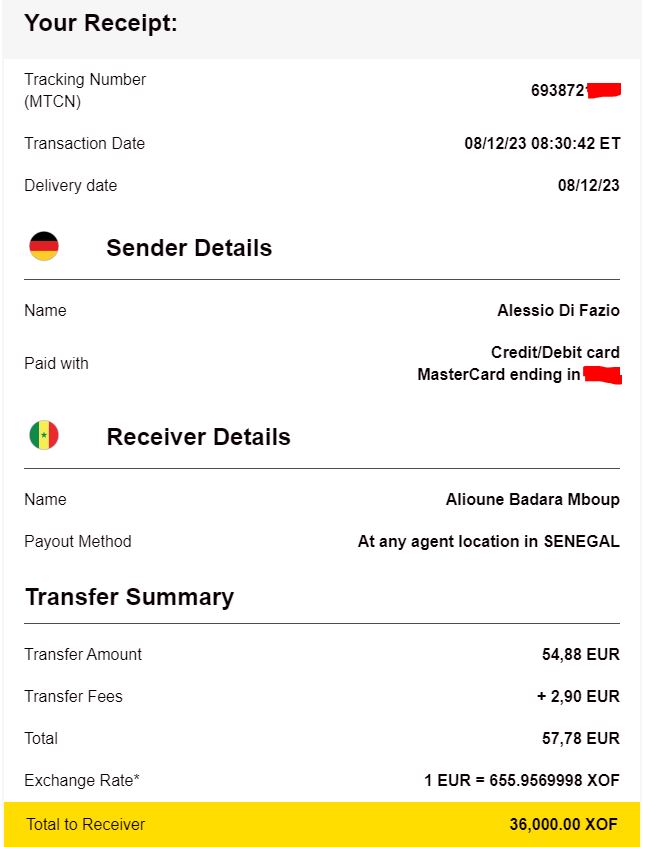 Your Receipt:
Tracking Number
(MTCN)
693872
Transaction Date 08/12/23 08:30:42 ET
Delivery date 08/12/23
Sender Details
Name Alessio Di Fazio
Paid with
Credit/Debit card
MasterCard ending in
Receiver Details
Name Alioune Badara Mboup
Payout Method At any agent location in SENEGAL
Transfer Summary
Transfer Amount 54,88 EUR
Transfer Fees + 2,90 EUR
Total 57,78 EUR
Exchange Rate* 1 EUR = 655.9569998 XOF
Total to Receiver 36,000.00 XOF